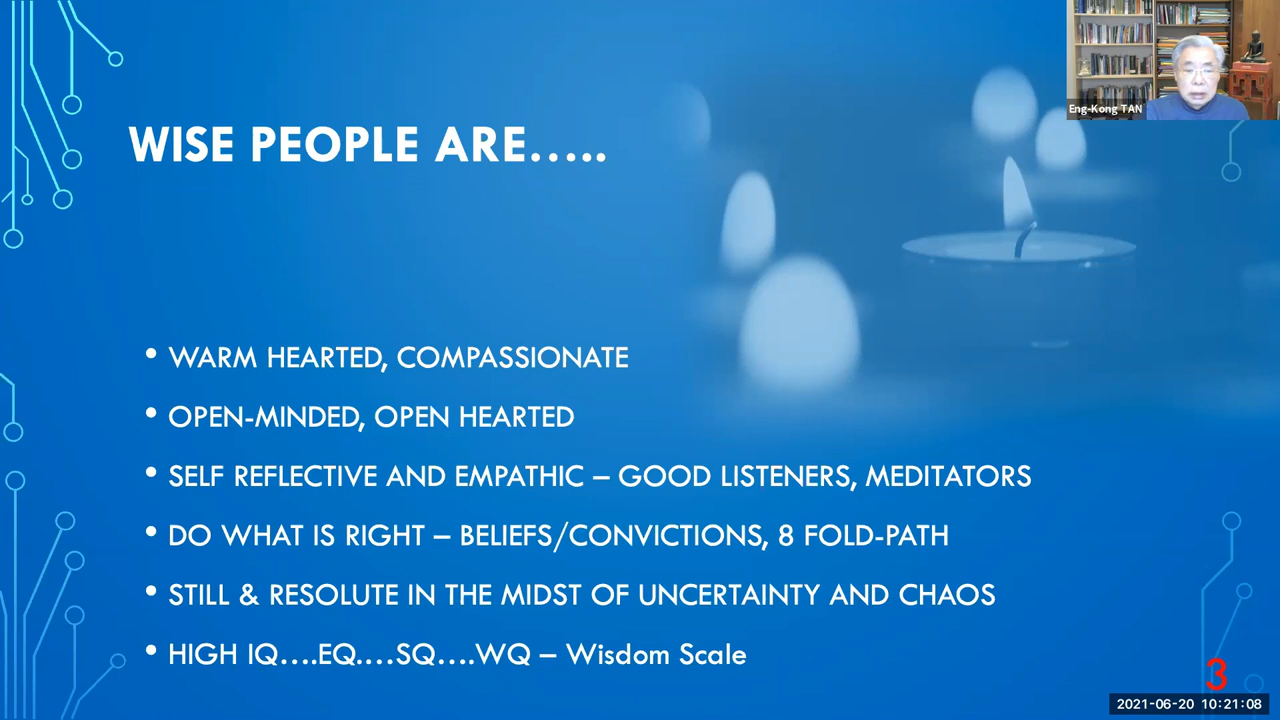 Eng-Kong TAN
WISE PEOPLE ARE.....
• WARM HEARTED, COMPASSIONATE
• OPEN-MINDED, OPEN HEARTED
• SELF REFLECTIVE AND EMPATHIC – GOOD LISTENERS, MEDITATORS
• DO WHAT IS RIGHT – BELIEFS/CONVICTIONS, 8 FOLD-PATH
• STILL & RESOLUTE IN THE MIDST OF UNCERTAINTY AND CHAOS
• HIGH IQ....EQ....SQ....WQ – Wisdom Scale
3
2021-06-20 10:21:08